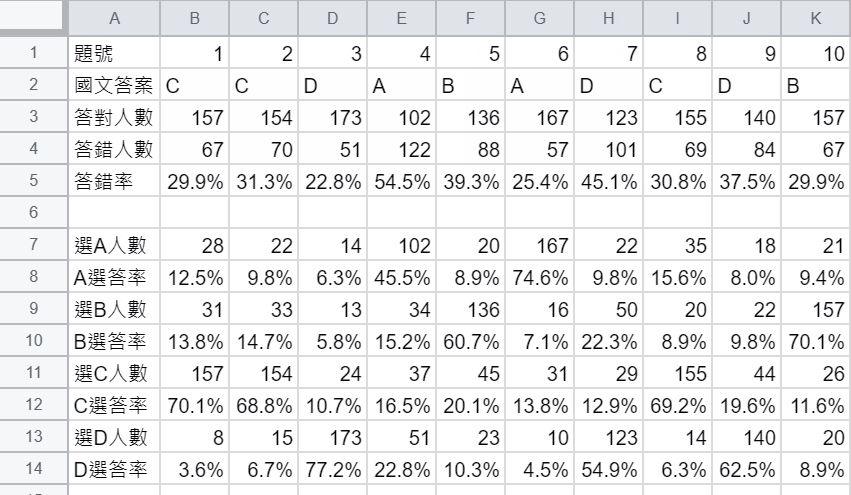 A B C D E F G H I J K
1 題號 1 2 3 4 5 6 7 8 9 10
2 國文答案 C C D A B A D C D B
3 答對人數 157 154 173 102 136 167 123 155 140 157
4 答錯人數 67 70 51 122 88 57 101 69 84 67
5 答錯率 29.9% 31.3% 22.8% 54.5% 39.3% 25.4% 45.1% 30.8% 37.5% 29.9%
6
7 選A人數 28 22 14 102 20 167 22 35 18 21
8 A選答率 12.5% 9.8% 6.3% 45.5% 8.9% 74.6% 9.8% 15.6% 8.0% 9.4%
9 選B人數 31 33 13 34 136 16 50 20 22 157
10 B選答率 13.8% 14.7% 5.8% 15.2% 60.7% 7.1% 22.3% 8.9% 9.8% 70.1%
11 選C人數 157 154 24 37 45 31 29 155 44 26
12 C選答率 70.1% 68.8% 10.7% 16.5% 20.1% 13.8% 12.9% 69.2% 19.6% 11.6%
13 選D人數 8 15 173 51 23 10 123 14 140 20
14 D選答率 3.6% 6.7% 77.2% 22.8% 10.3% 4.5% 54.9% 6.3% 62.5% 8.9%